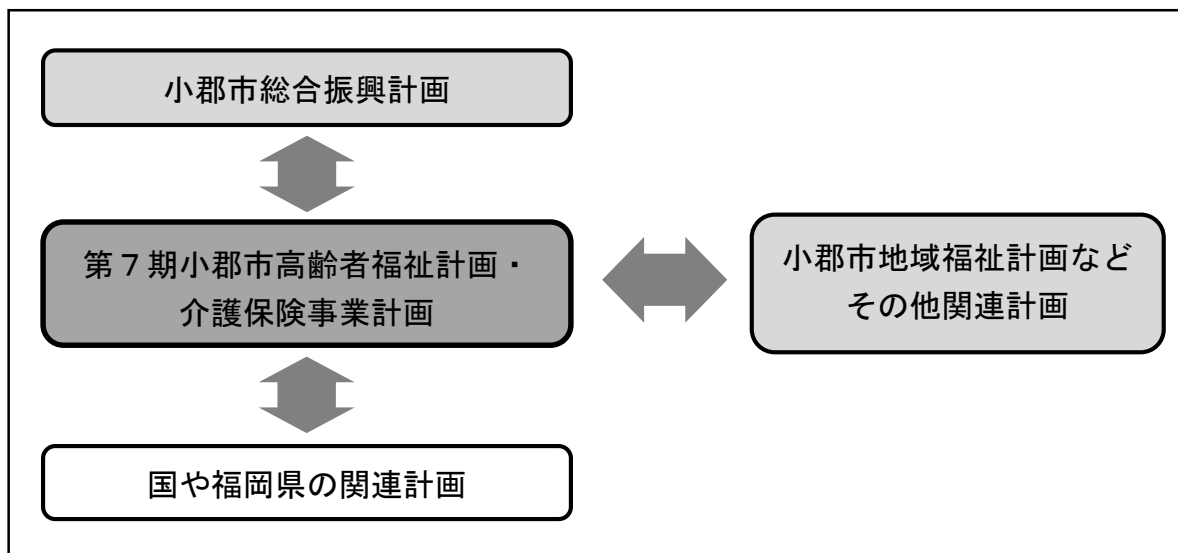 小郡市総合振興計画
第７期小郡市高齢者福祉計画・
介護保険事業計画
小郡市地域福祉計画など
その他関連計画
国や福岡県の関連計画